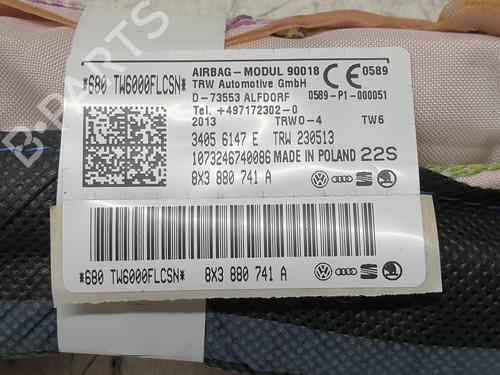 *680 TW6000FLCSN*
AIRBAG-MODUL 90018 CE 0589
TRW Automotive GmbH
D-73553 ALFDORF 0589-P1-000051
Tel. +497172302-0
2013 TRWO-4 TW6
3405 6147 E TRW 230513
1073246740086 MADE IN POLAND 22S
8X3 880 741 A
*680 TW6000FLCSN* 8X3 880 741 A
B-PARTS